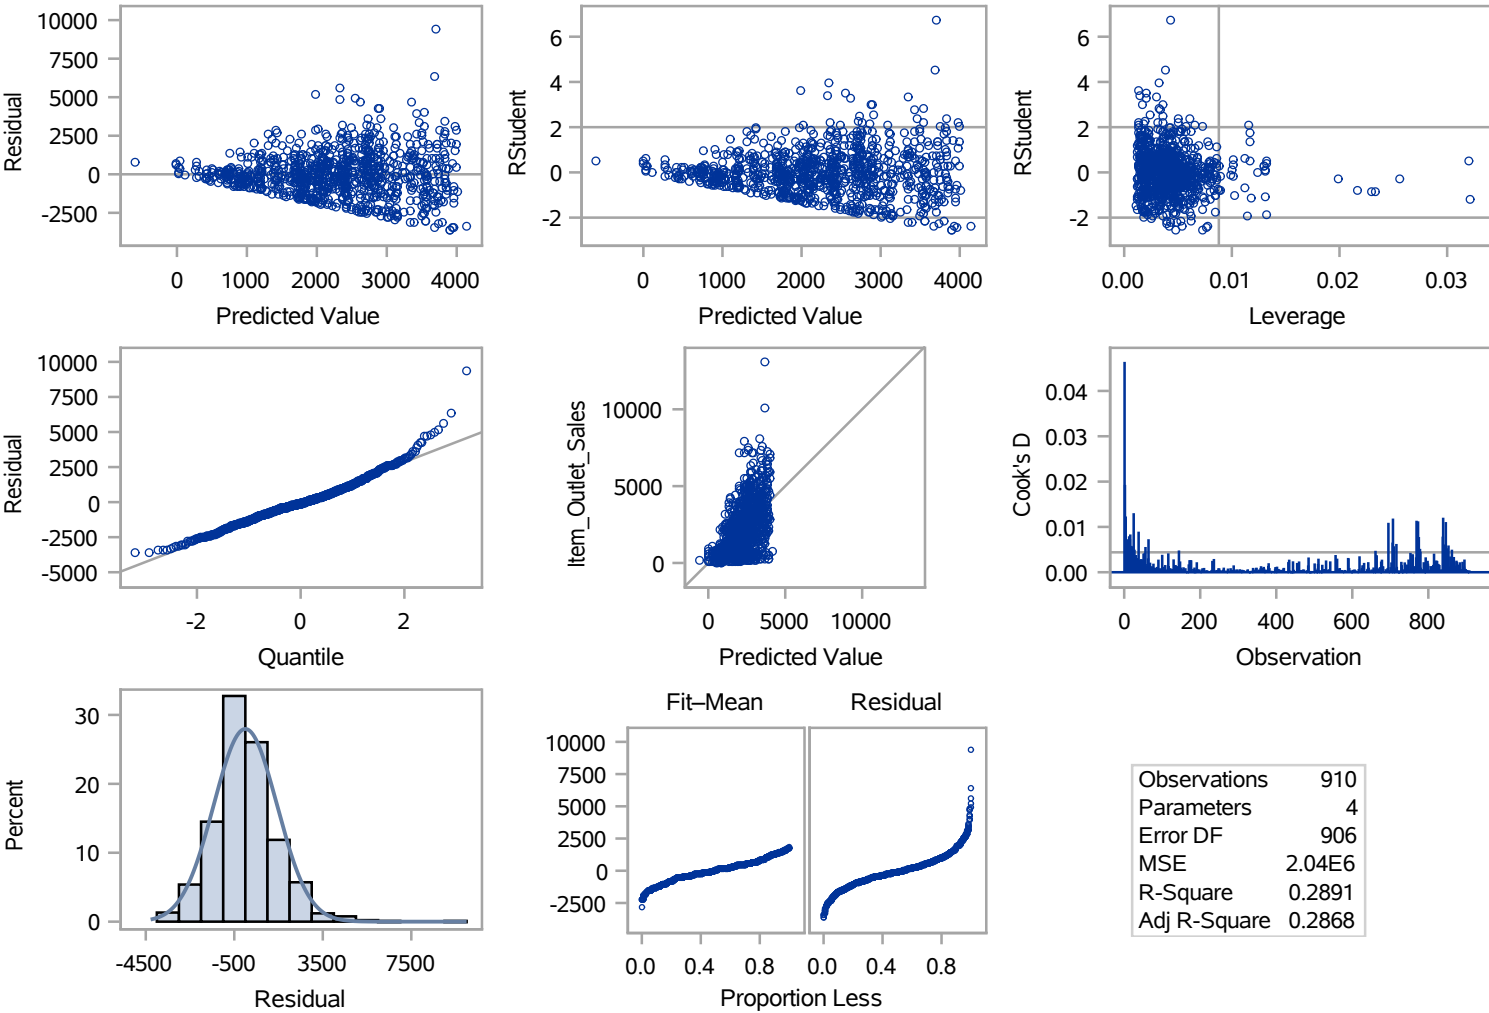 10000
7500
5000
2500
0
-2500
Residual
0 1000 2000 3000 4000
Predicted Value
6
4
2
0
-2
RStudent
0 1000 2000 3000 4000
Predicted Value
6
4
2
0
-2
RStudent
0.00 0.01 0.02 0.03
Leverage
10000
7500
5000
2500
0
-2500
-5000
Residual
-2 0 2
Quantile
10000
5000
0
Item_Outlet_Sales
0 5000 10000
Predicted Value
0.04
0.03
0.02
0.01
0.00
Cook's D
0 200 400 600 800
Observation
30
20
10
0
Percent
-4500 -500 3500 7500
Residual
Fit–Mean Residual
10000
7500
5000
2500
0
-2500
0.0 0.4 0.8 0.0 0.4 0.8
Proportion Less
Observations 910
Parameters 4
Error DF 906
MSE 2.04E6
R-Square 0.2891
Adj R-Square 0.2868